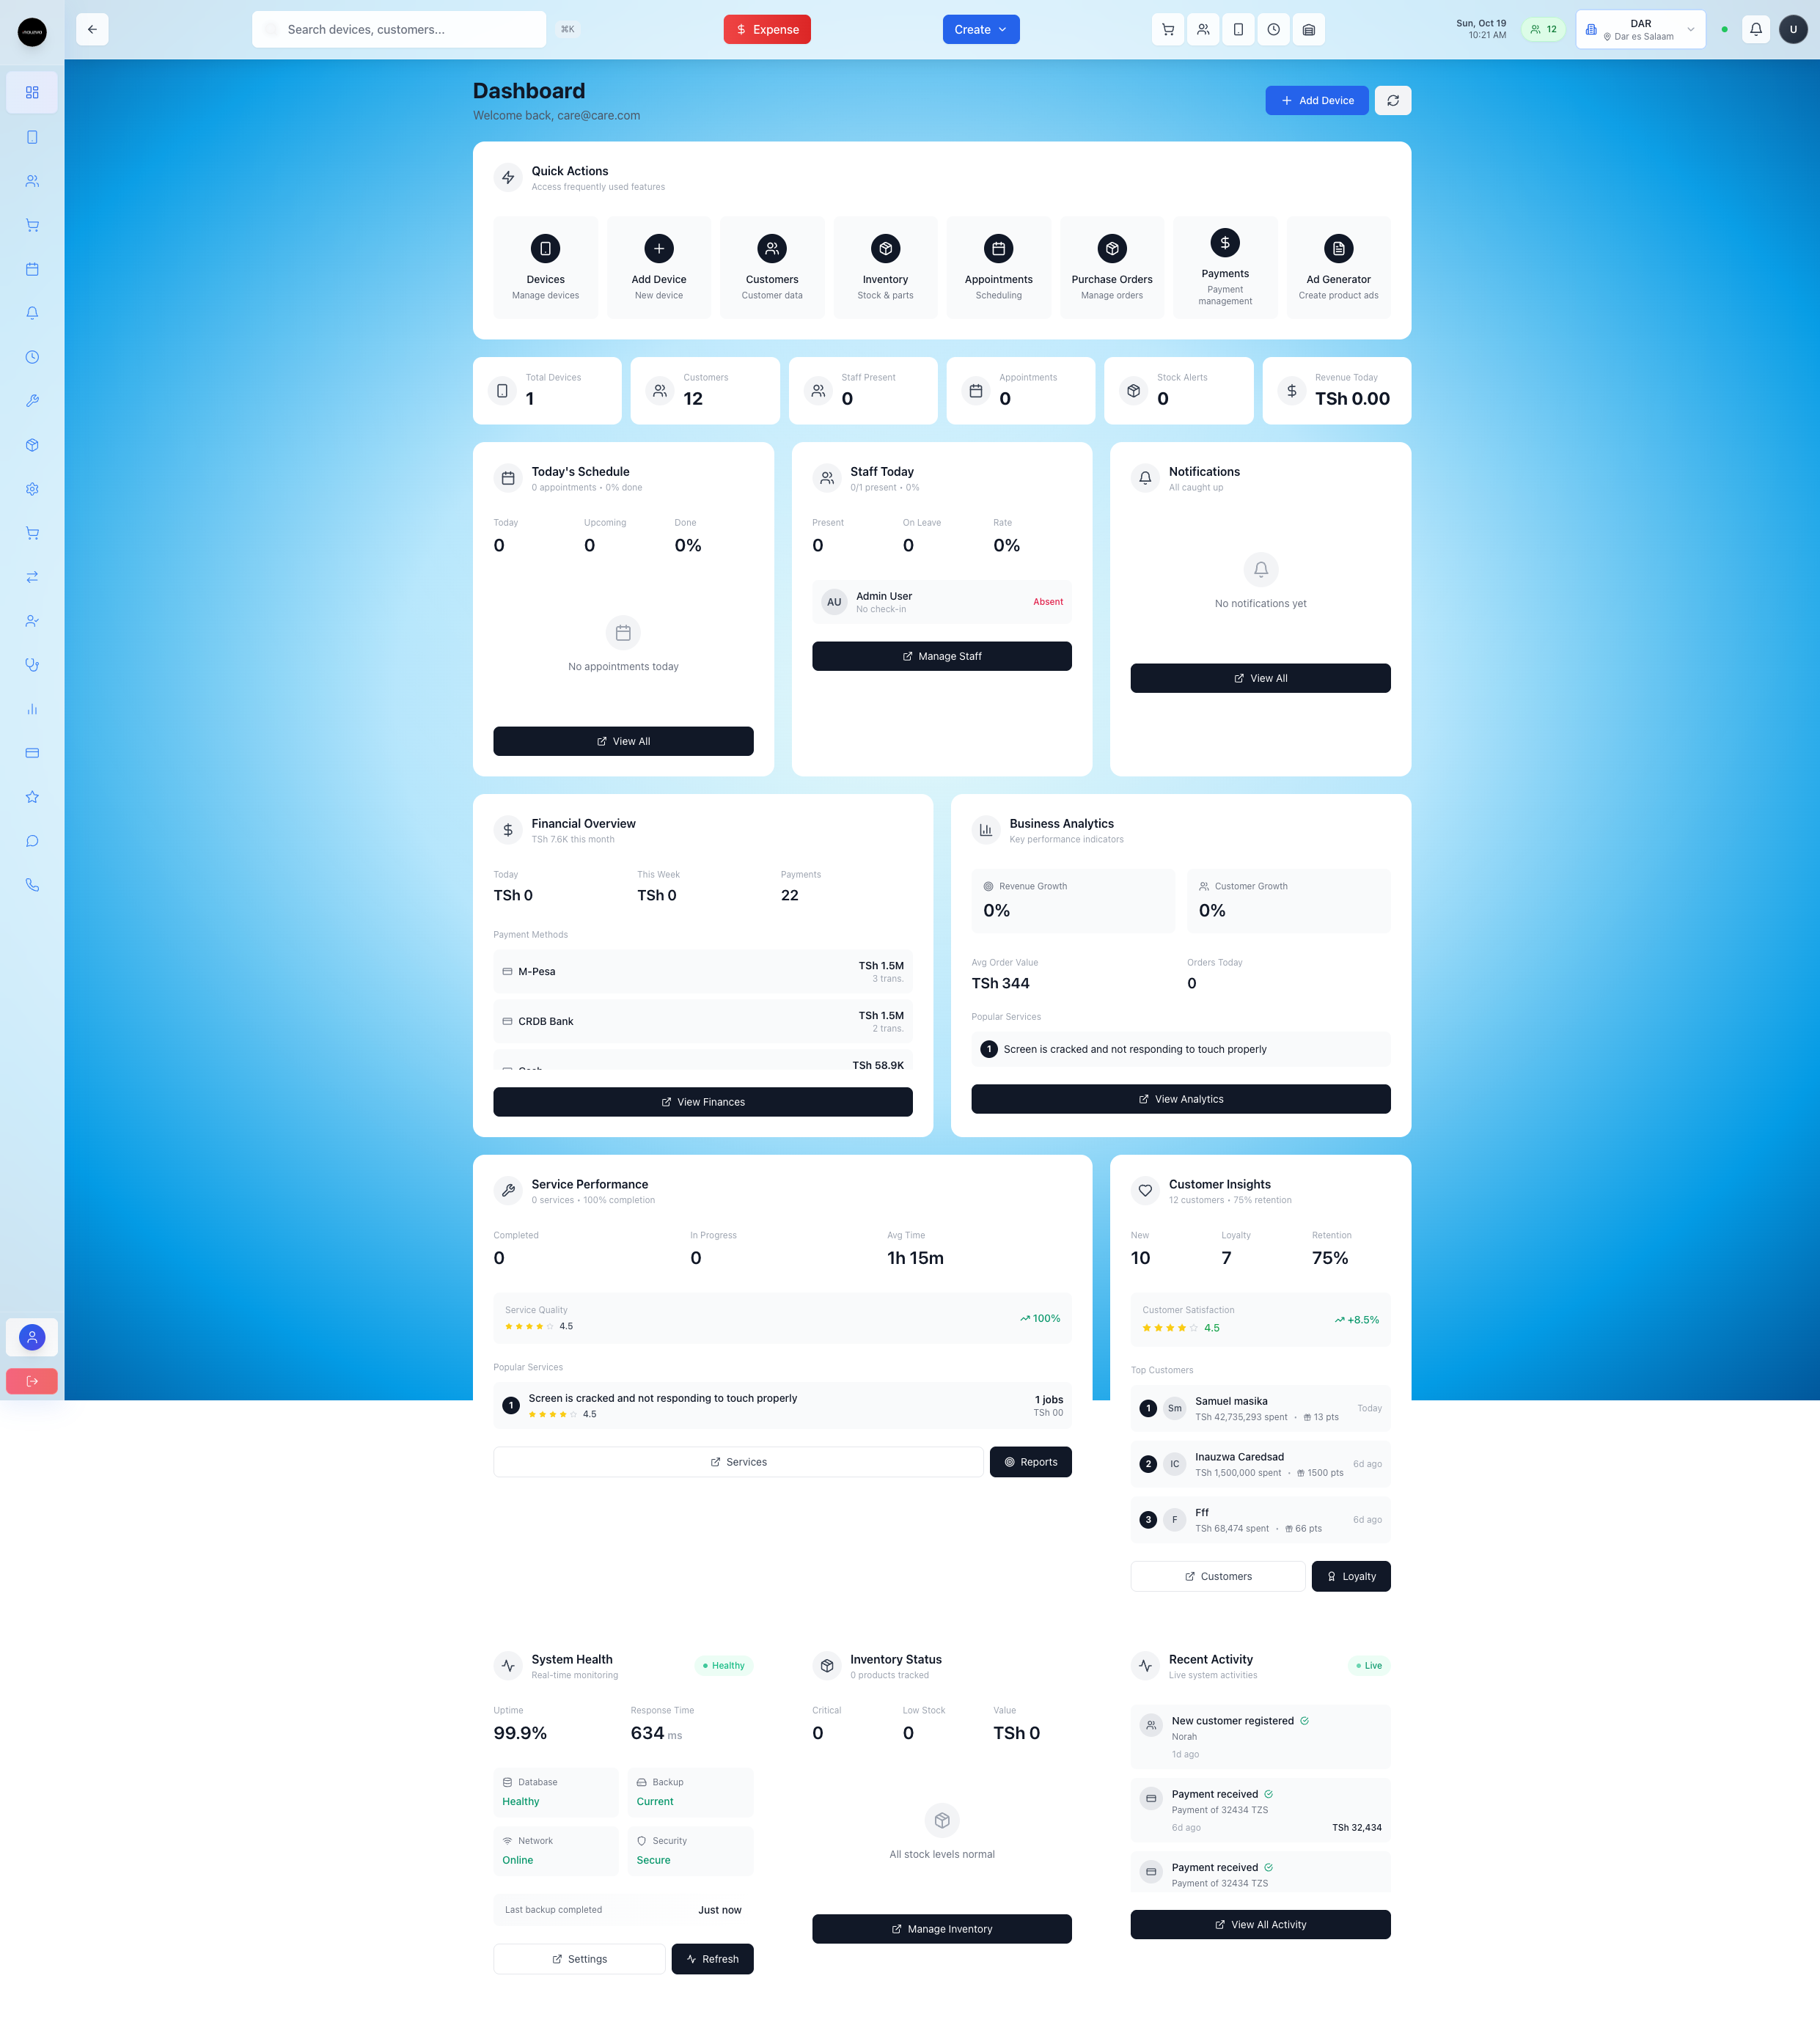 Search devices, customers...
⌘K
Expense
Create
Sun, Oct 19
10:21 AM
12
DAR
Dar es Salaam
U
Dashboard
Welcome back, care@care.com
Add Device
Quick Actions
Access frequently used features
Devices
Manage devices
Add Device
New device
Customers
Customer data
Inventory
Stock & parts
Appointments
Scheduling
Purchase Orders
Manage orders
Payments
Payment
management
Ad Generator
Create product ads
Total Devices
1
Customers
12
Staff Present
0
Appointments
0
Stock Alerts
0
Revenue Today
TSh 0.00
Today's Schedule
0 appointments • 0% done
Today
0
Upcoming
0
Done
0%
No appointments today
View All
Staff Today
0/1 present • 0%
Present
0
On Leave
0
Rate
0%
AU
Admin User
No check-in
Absent
Manage Staff
Notifications
All caught up
No notifications yet
View All
Financial Overview
TSh 7.6K this month
Today
TSh 0
This Week
TSh 0
Payments
22
Payment Methods
M-Pesa
TSh 1.5M
3 trans.
CRDB Bank
TSh 1.5M
2 trans.
Cash
TSh 58.9K
View Finances
Business Analytics
Key performance indicators
Revenue Growth
0%
Customer Growth
0%
Avg Order Value
TSh 344
Orders Today
0
Popular Services
1 Screen is cracked and not responding to touch properly
View Analytics
Service Performance
0 services • 100% completion
Completed
0
In Progress
0
Avg Time
1h 15m
Service Quality
4.5
100%
Popular Services
1
Screen is cracked and not responding to touch properly
4.5
1 jobs
TSh 00
Services
Reports
Customer Insights
12 customers • 75% retention
New
10
Loyalty
7
Retention
75%
Customer Satisfaction
4.5
+8.5%
Top Customers
1
Sm
Samuel masika
TSh 42,735,293 spent • 13 pts
Today
2
IC
Inauzwa Caredsad
TSh 1,500,000 spent • 1500 pts
6d ago
3
F
Fff
TSh 68,474 spent • 66 pts
6d ago
Customers
Loyalty
System Health
Real-time monitoring
Healthy
Uptime
99.9%
Response Time
634 ms
Database
Healthy
Backup
Current
Network
Online
Security
Secure
Last backup completed
Just now
Settings
Refresh
Inventory Status
0 products tracked
Critical
0
Low Stock
0
Value
TSh 0
All stock levels normal
Manage Inventory
Recent Activity
Live system activities
Live
New customer registered
Norah
1d ago
Payment received
Payment of 32434 TZS
6d ago
TSh 32,434
Payment received
Payment of 32434 TZS
View All Activity